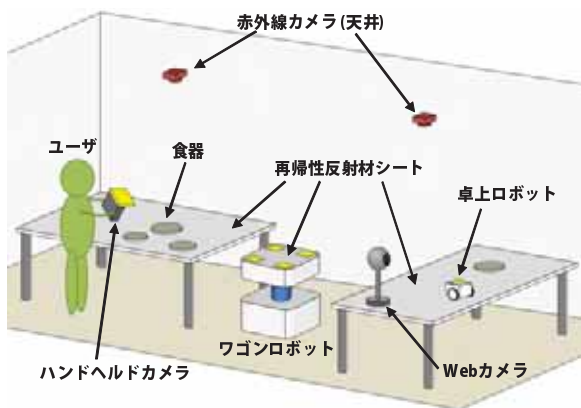 赤外線カメラ(天井)
ユーザ
食器
再帰性反射材シート
卓上ロボット
ワゴンロボット
ハンドヘルドカメラ
Webカメラ